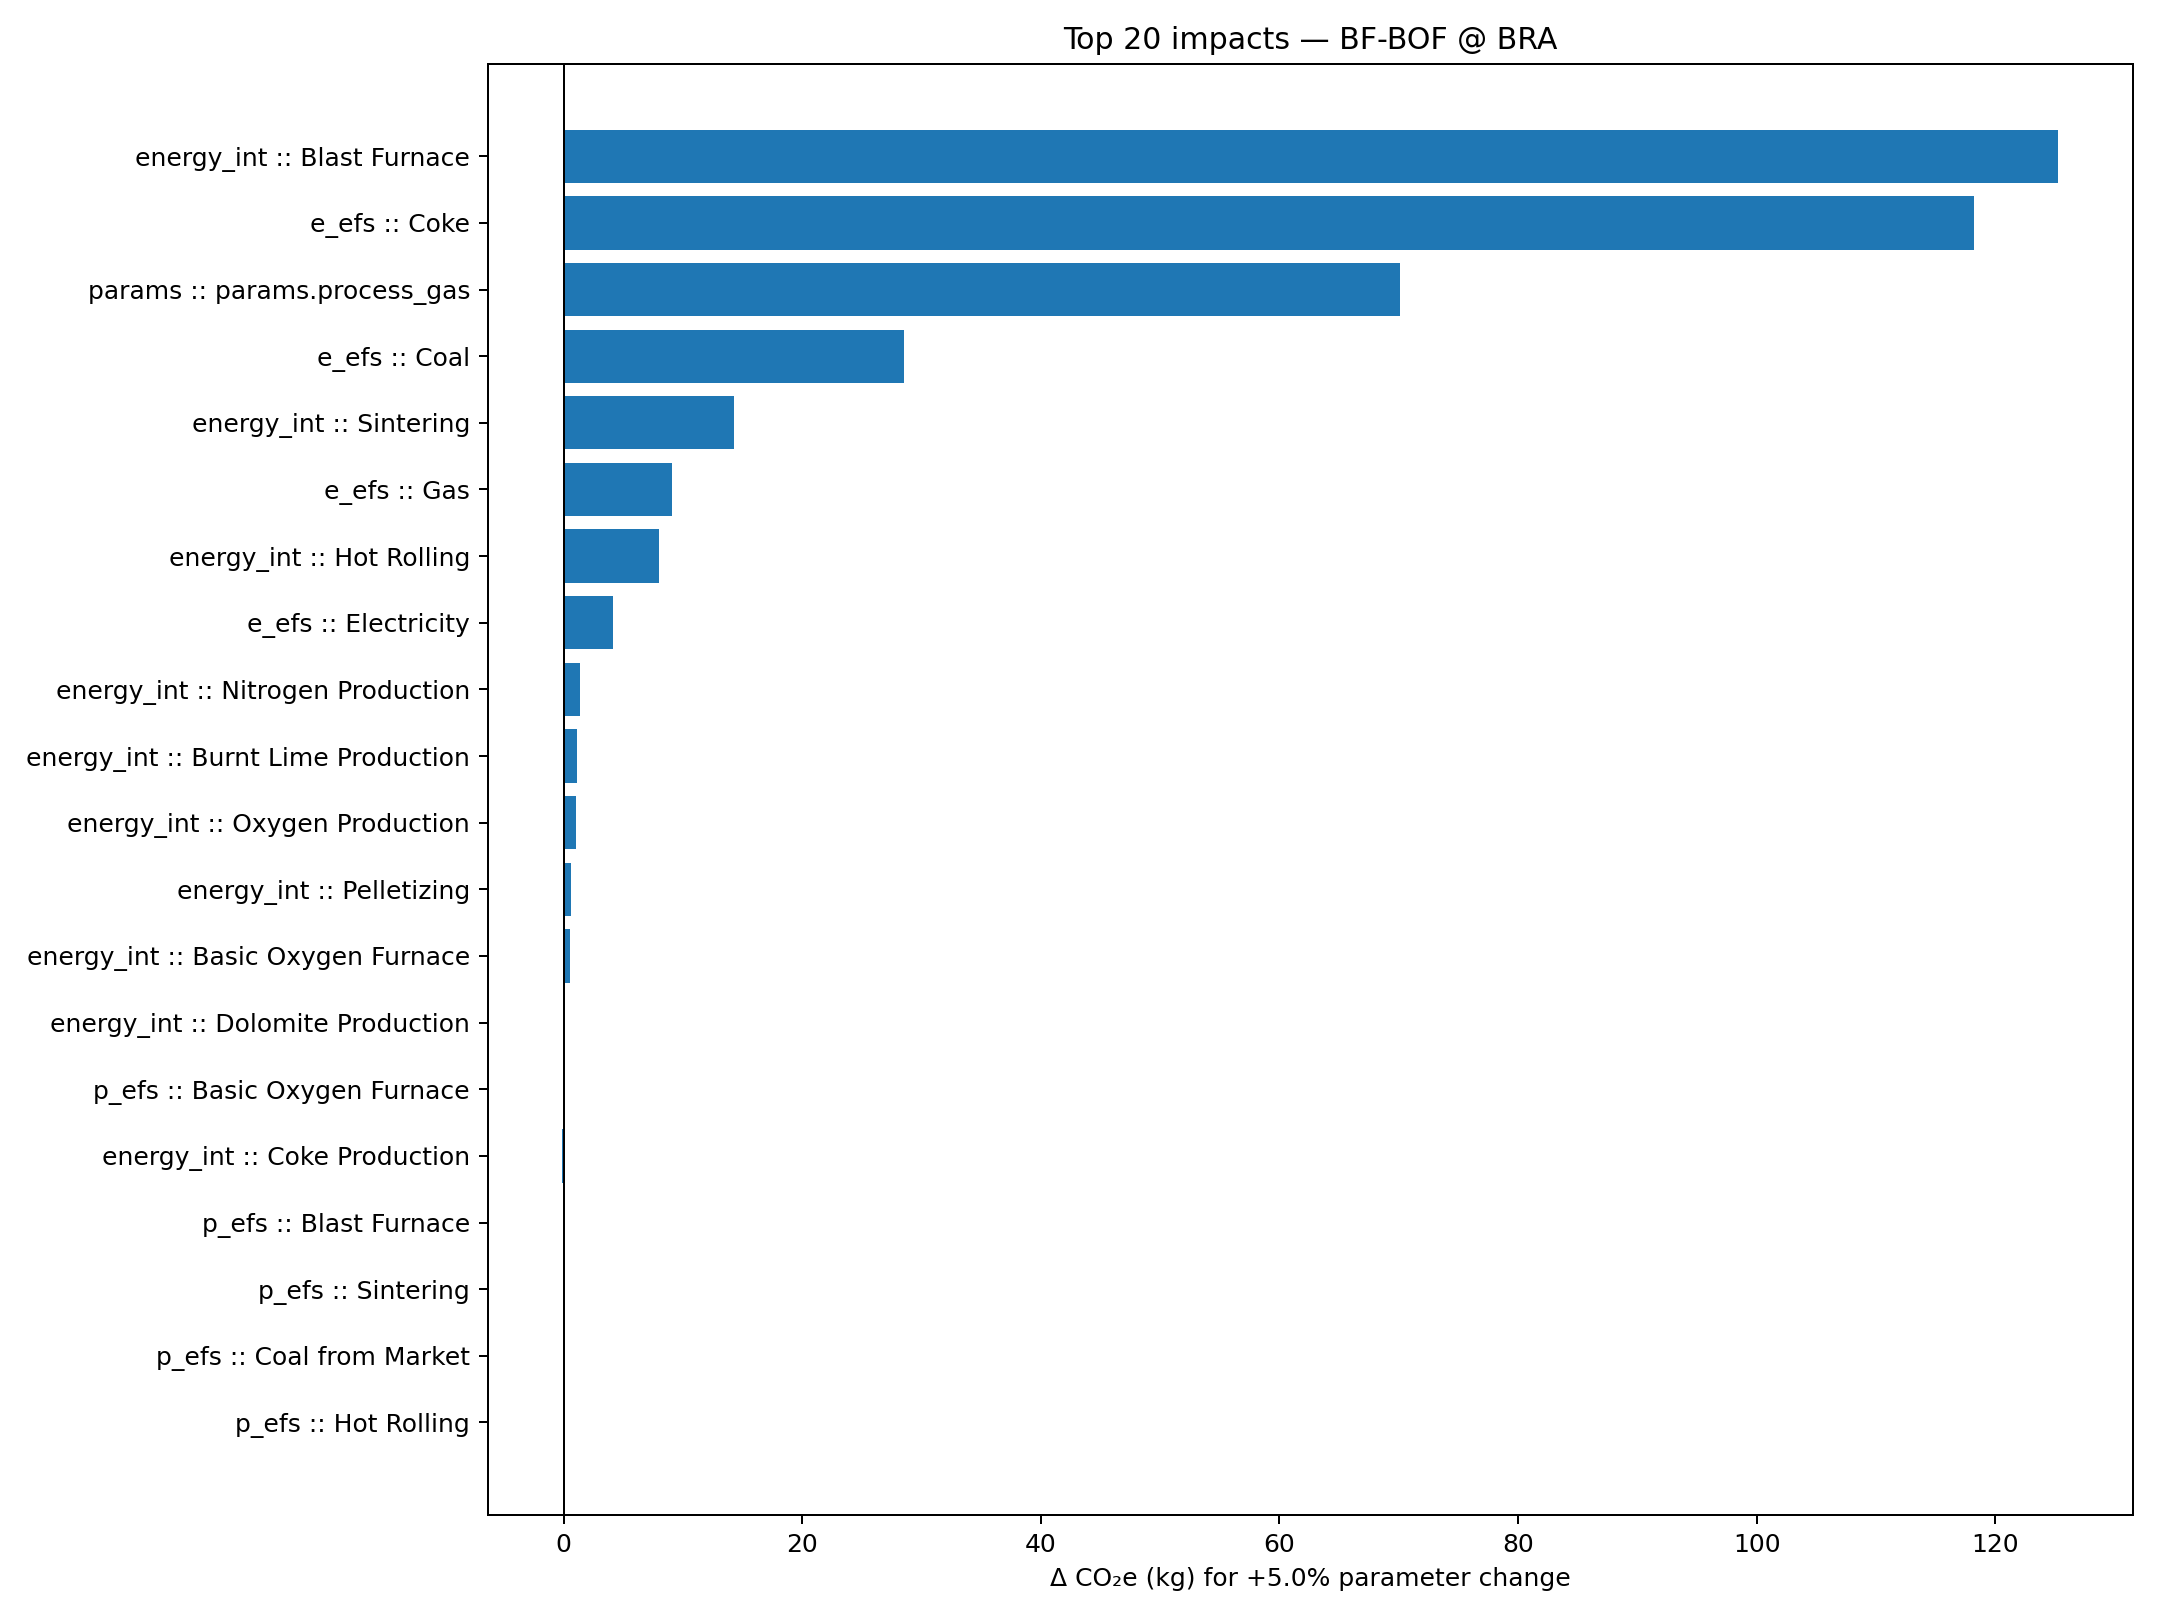 Top 20 impacts — BF-BOF @ BRA
energy_int :: Blast Furnace
e_efs :: Coke
params :: params.process_gas
e_efs :: Coal
energy_int :: Sintering
e_efs :: Gas
energy_int :: Hot Rolling
e_efs :: Electricity
energy_int :: Nitrogen Production
energy_int :: Burnt Lime Production
energy_int :: Oxygen Production
energy_int :: Pelletizing
energy_int :: Basic Oxygen Furnace
energy_int :: Dolomite Production
p_efs :: Basic Oxygen Furnace
energy_int :: Coke Production
p_efs :: Blast Furnace
p_efs :: Sintering
p_efs :: Coal from Market
p_efs :: Hot Rolling
0 20 40 60 80 100 120
Δ CO₂e (kg) for +5.0% parameter change